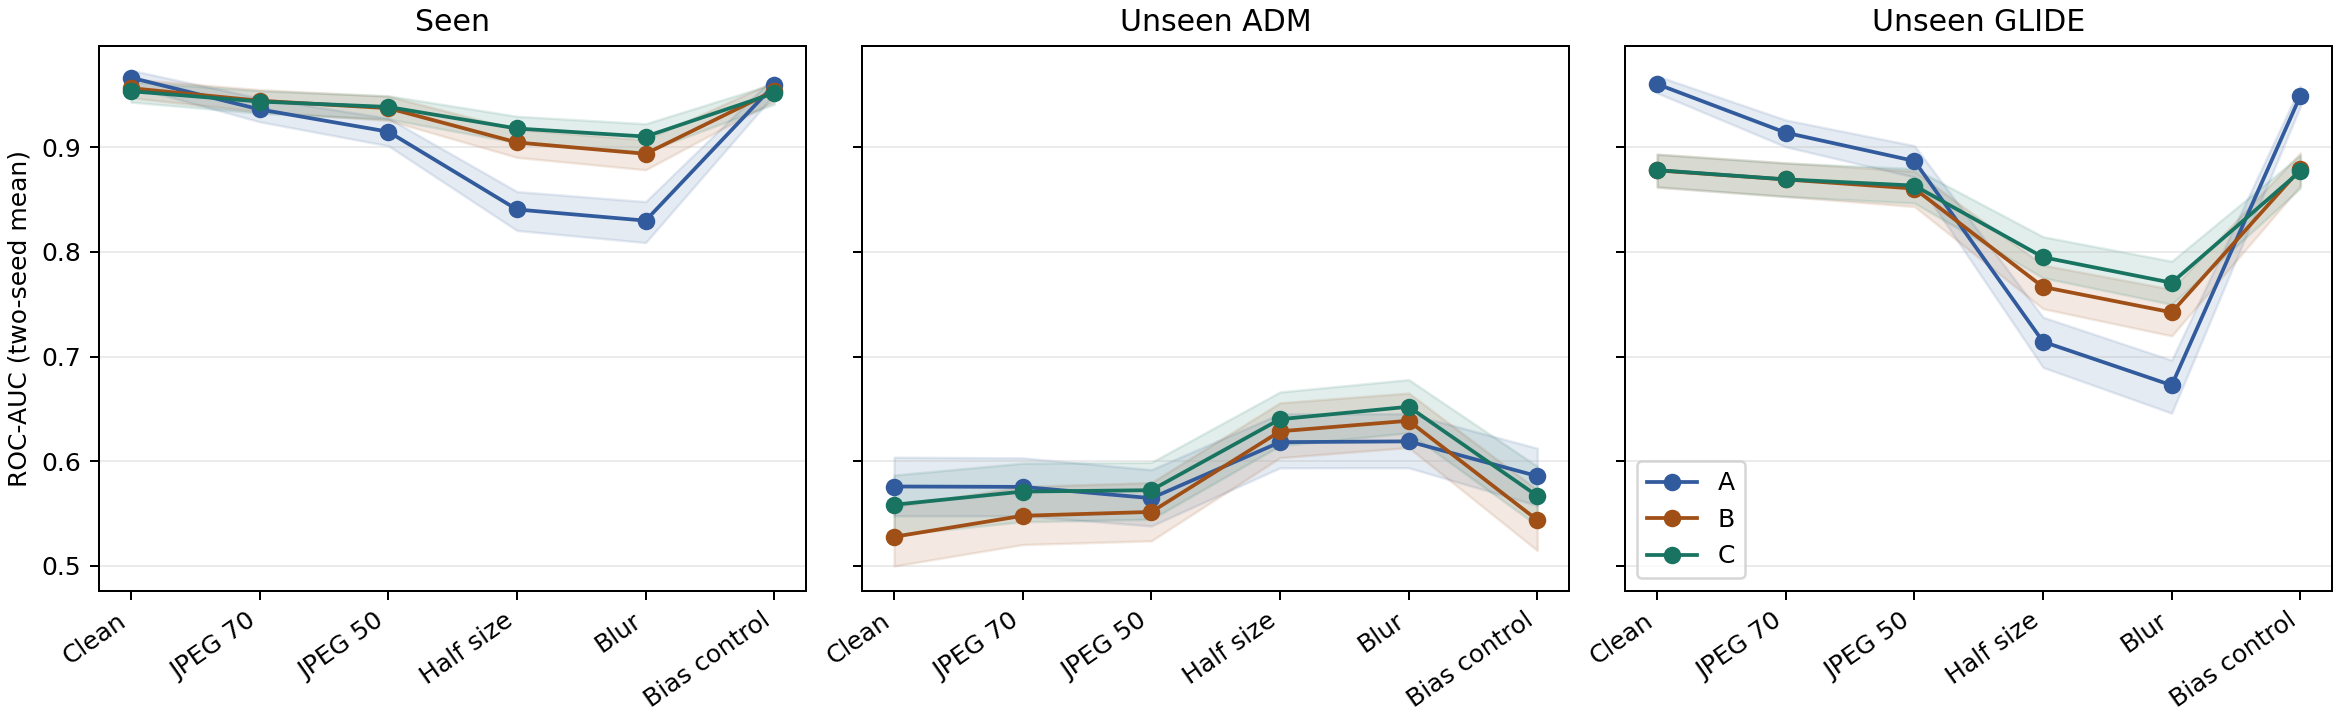 Seen
Unseen ADM
Unseen GLIDE
ROC-AUC (two-seed mean)
0.9
0.8
0.7
0.6
0.5
Clean
JPEG 70
JPEG 50
Half size
Blur
Bias control
Clean
JPEG 70
JPEG 50
Half size
Blur
Bias control
A
B
C
Clean
JPEG 70
JPEG 50
Half size
Blur
Bias control